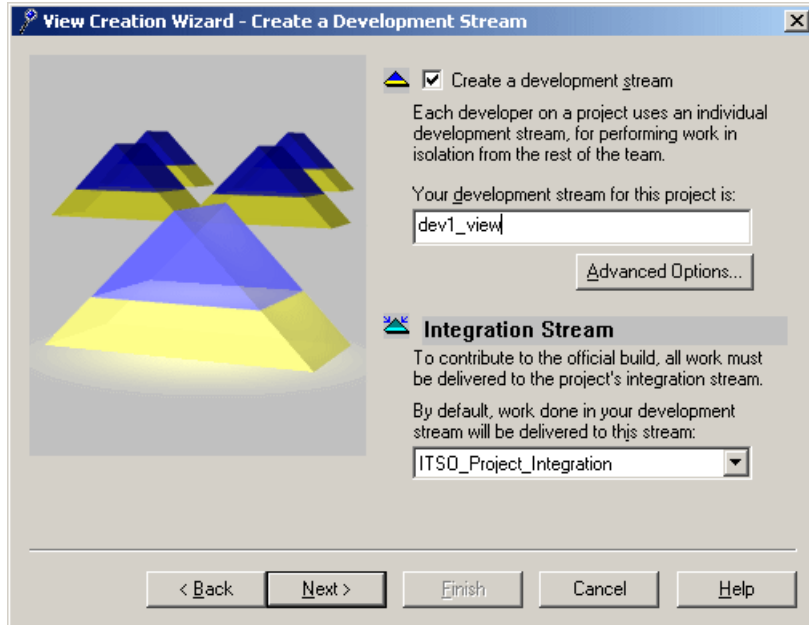 View Creation Wizard - Create a Development Stream
Create a development stream
Each developer on a project uses an individual
development stream, for performing work in
isolation from the rest of the team.
Your development stream for this project is:
dev1_view
Advanced Options...
Integration Stream
To contribute to the official build, all work must
be delivered to the project's integration stream.
By default, work done in your development
stream will be delivered to this stream:
ITSO_Project_Integration
< Back
Next >
Finish
Cancel
Help